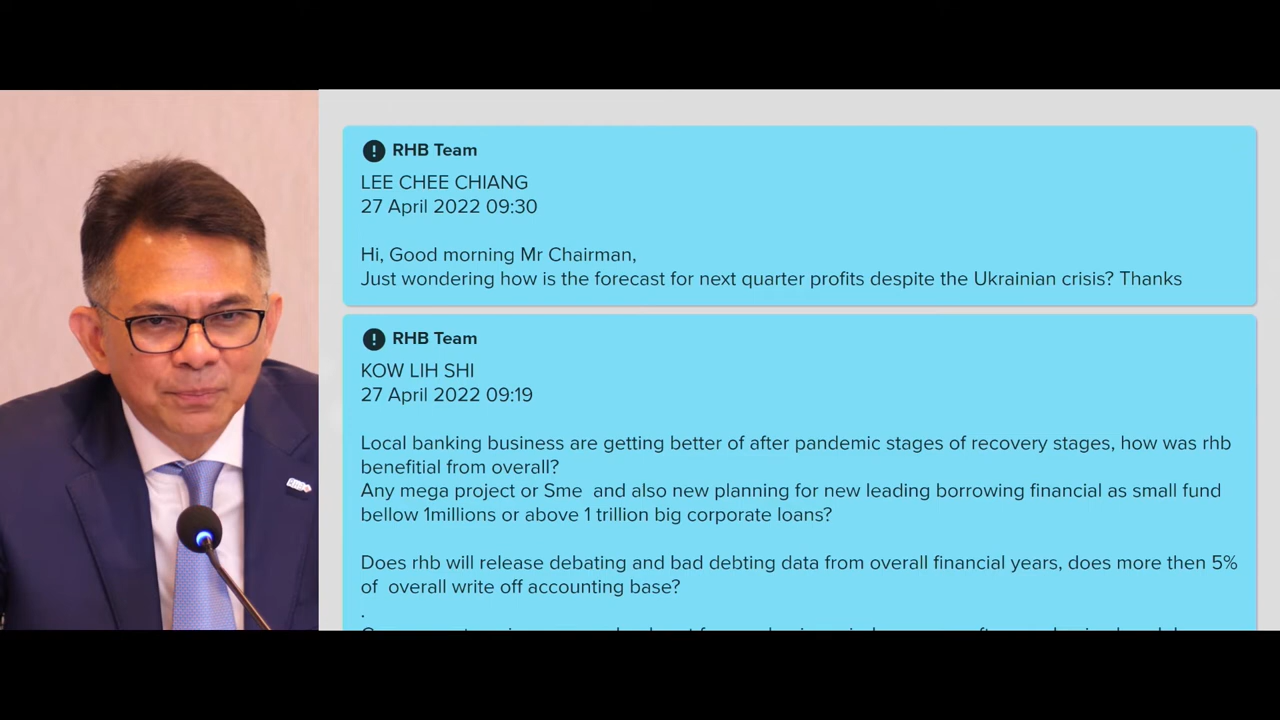 RHB Team
LEE CHEE CHIANG
27 April 2022 09:30
Hi, Good morning Mr Chairman,
Just wondering how is the forecast for next quarter profits despite the Ukrainian crisis? Thanks
RHB Team
KOW LIH SHI
27 April 2022 09:19
Local banking business are getting better of after pandemic stages of recovery stages, how was rhb
benefitial from overall?
Any mega project or Sme and also new planning for new leading borrowing financial as small fund
bellow 1millions or above 1 trillion big corporate loans?
Does rhb will release debating and bad debting data from overall financial years, does more then 5%
of overall write off accounting base?
.
RHB